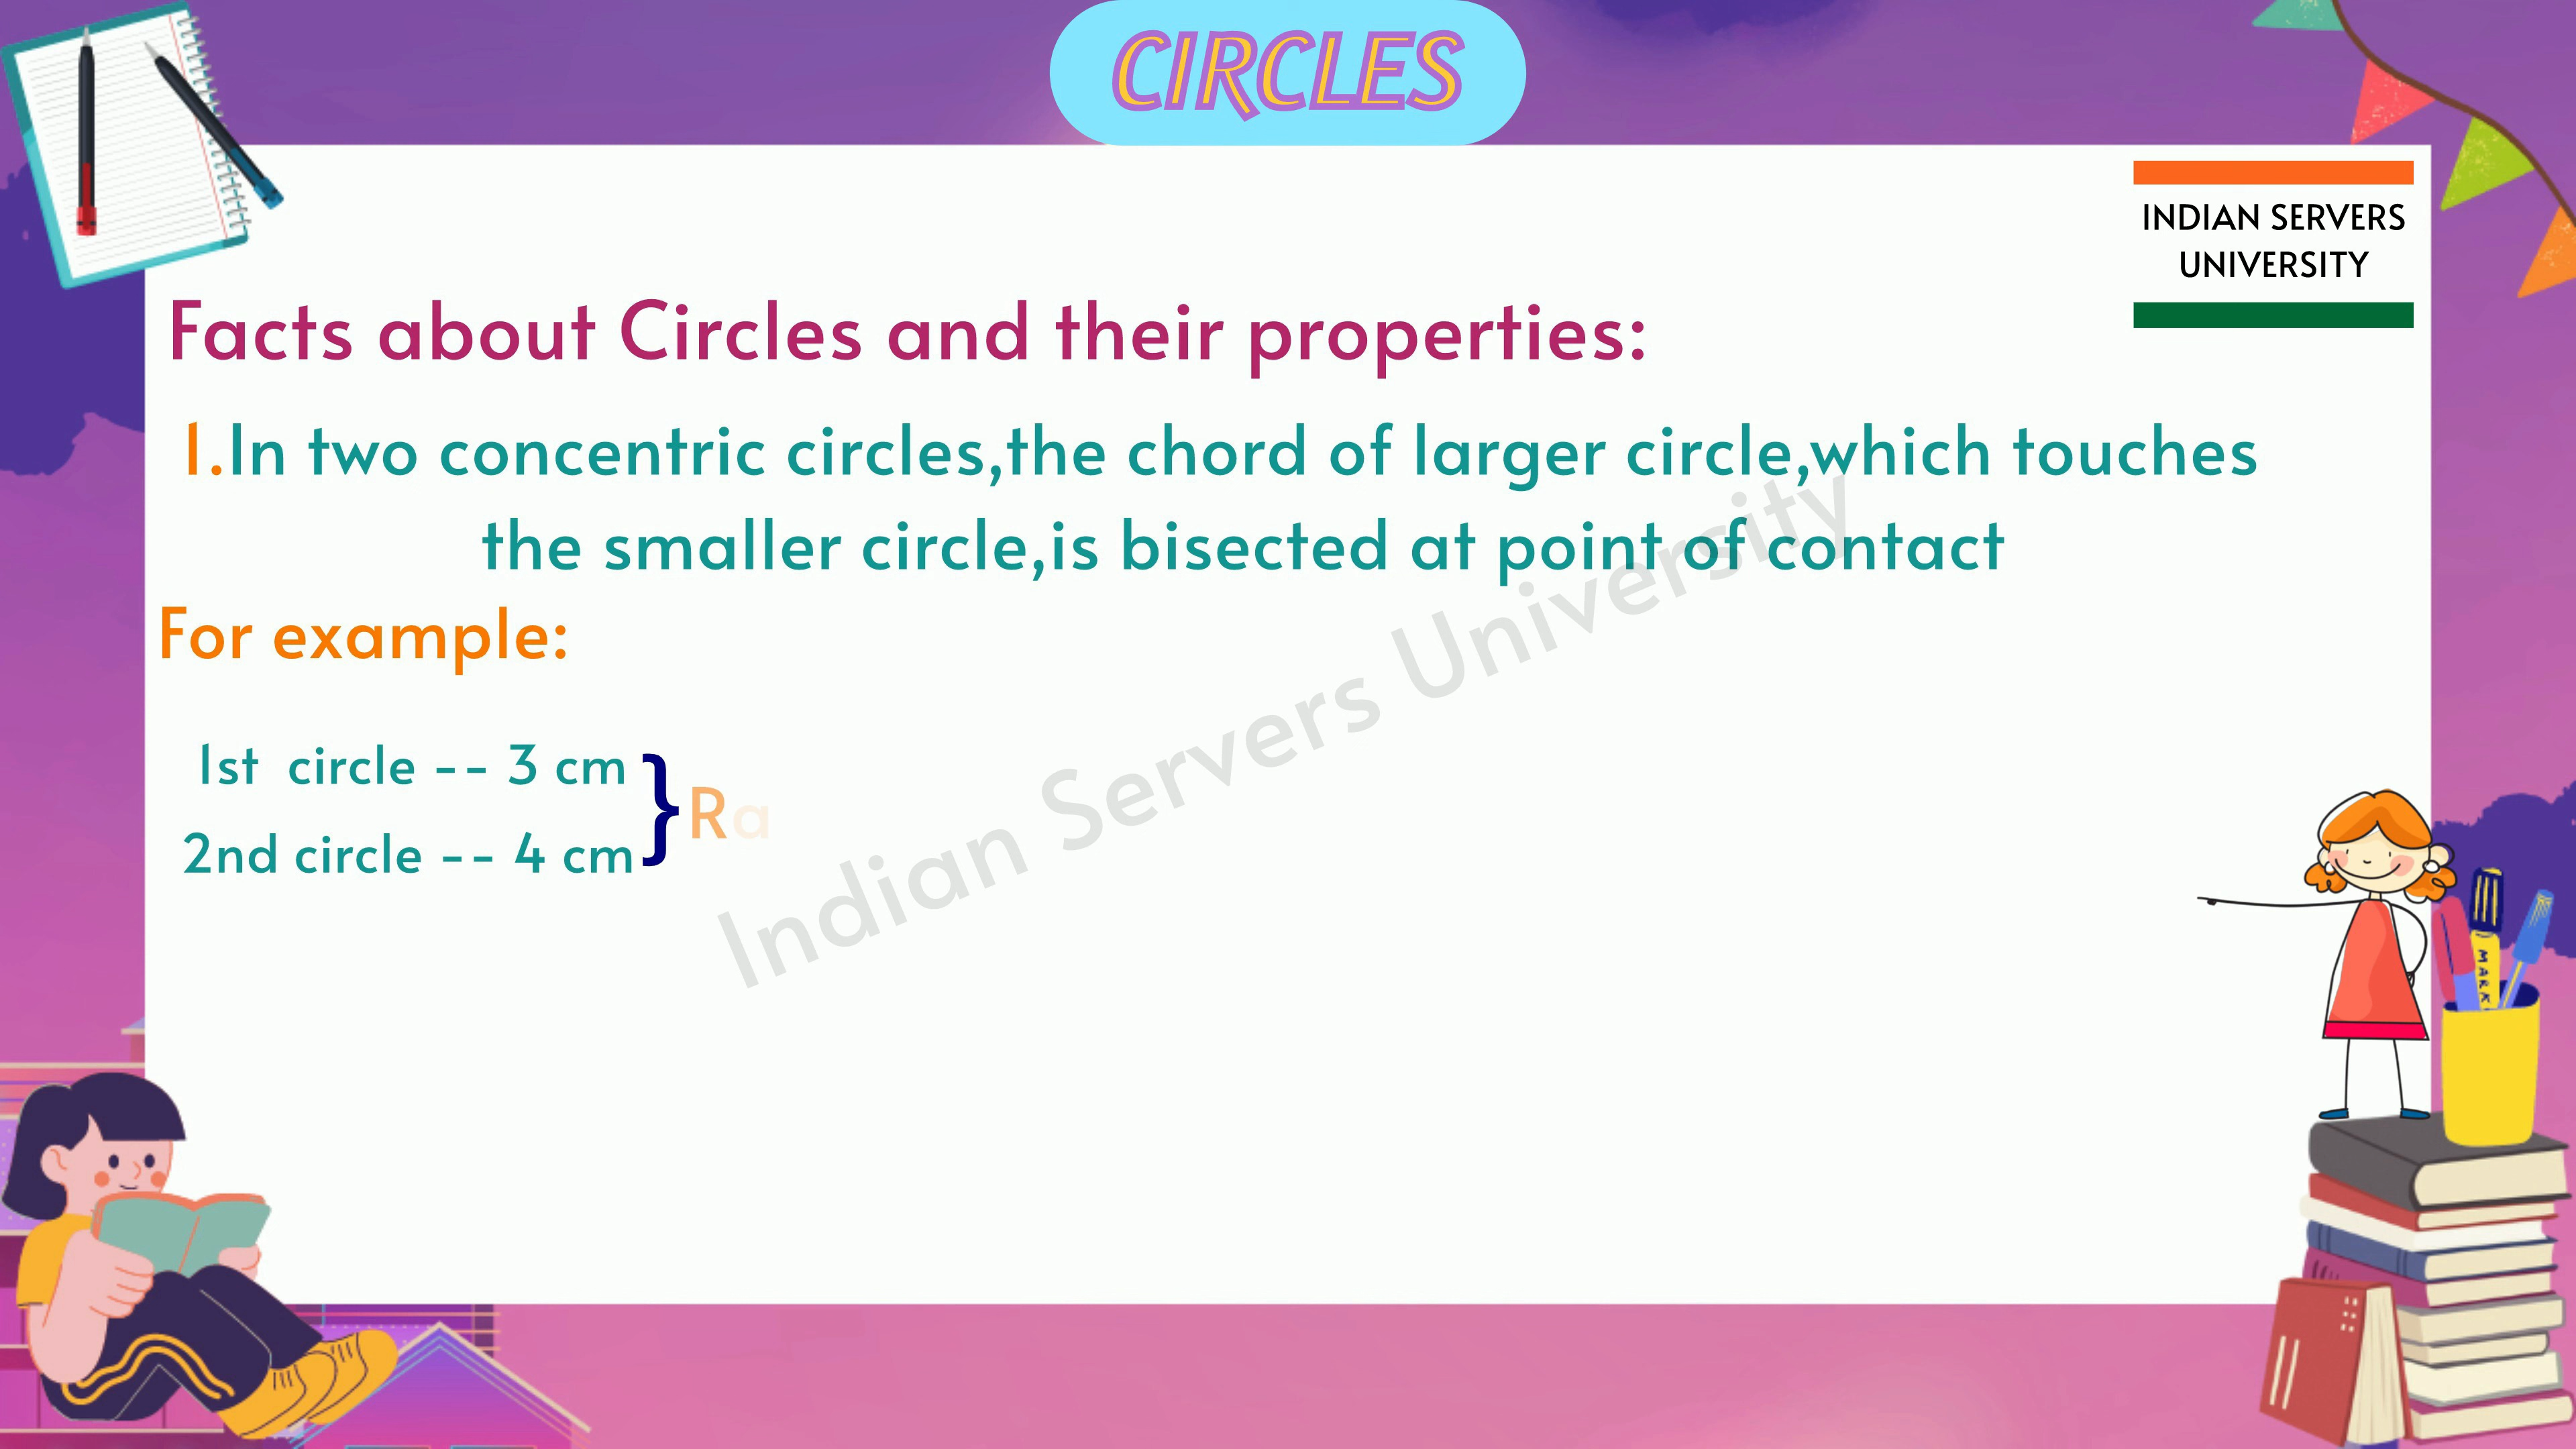 CIRCLES
INDIAN SERVERS
UNIVERSITY
Facts about Circles and their properties:
1.In two concentric circles,the chord of larger circle,which touches
the smaller circle,is bisected at point of contact
For example:
1st circle -- 3 cm
2nd circle -- 4 cm
} Ra
Indian Servers University
MARK